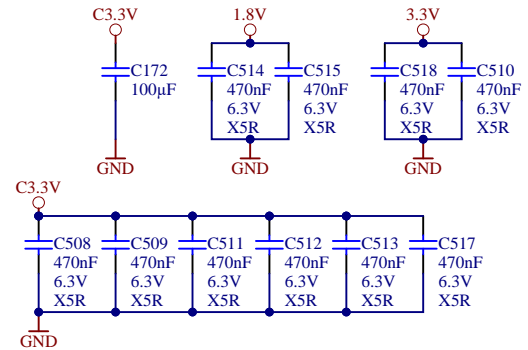 C3.3V 1.8V 3.3V
C172 C514 C515 C518 C510
100µF 470nF 470nF 470nF 470nF
6.3V 6.3V 6.3V 6.3V
X5R X5R X5R X5R
GND GND GND
C3.3V
C508 C509 C511 C512 C513 C517
470nF 470nF 470nF 470nF 470nF 470nF
6.3V 6.3V 6.3V 6.3V 6.3V 6.3V
X5R X5R X5R X5R X5R X5R
GND